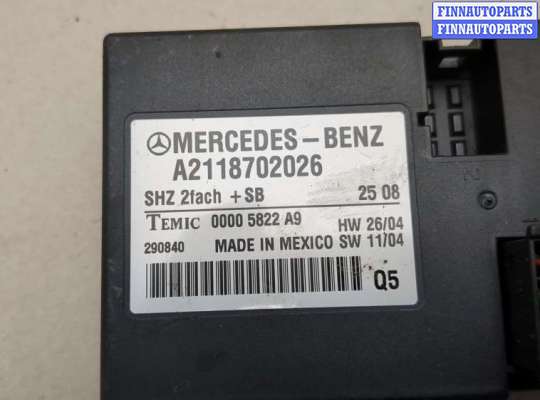 FINNAUTOPARTS
FINNAUTOPARTS
MERCEDES-BENZ
A2118702026
SHZ 2fach +SB 25 08
TEMIC 0000 5822 A9 HW 26/04
290840 MADE IN MEXICO SW 11/04
Q5